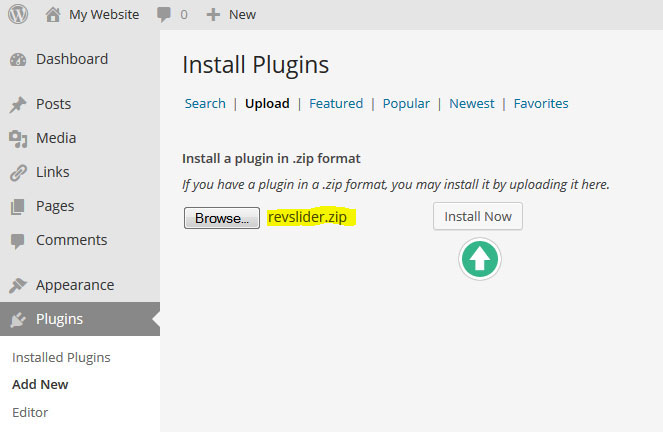 My Website 0 + New
Dashboard
Posts
Media
Links
Pages
Comments
Appearance
Plugins
Installed Plugins
Add New
Editor
Install Plugins
Search | Upload | Featured | Popular | Newest | Favorites
Install a plugin in .zip format
If you have a plugin in a .zip format, you may install it by uploading it here.
Browse... revslider.zip Install Now